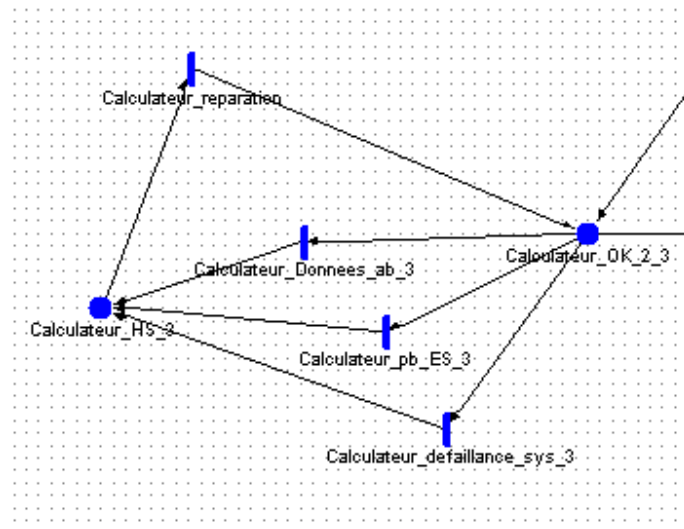 Calculateur_reparation
Calculateur_OK_2_3
Calculateur_Donnees_ab_3
Calculateur_HS_3
Calculateur_pb_ES_3
Calculateur_defaillance_sys_3